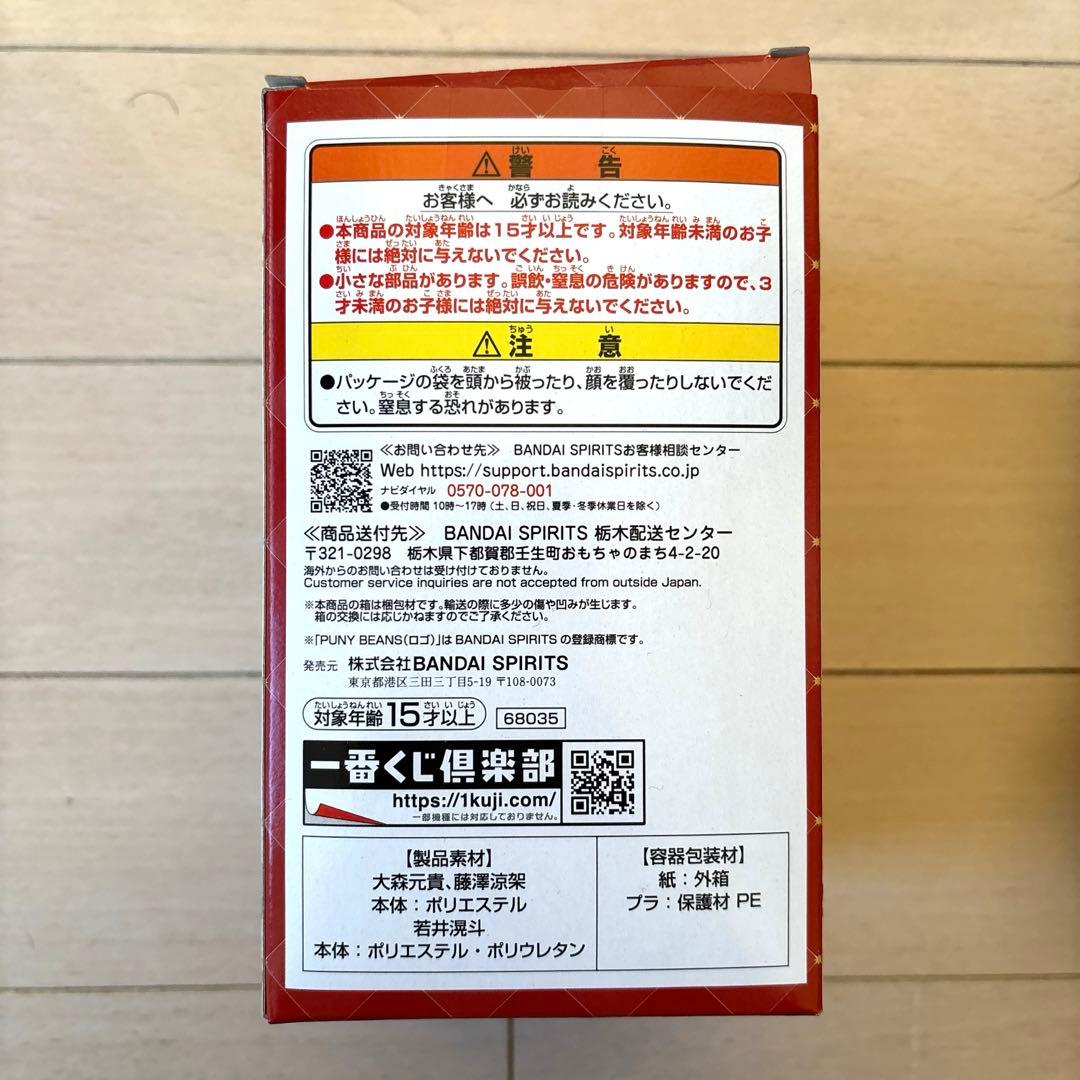 ⚠警告
お客様へ 必ずお読みください。
●本商品の対象年齢は15才以上です。対象年齢未満のお子
様には絶対に与えないでください。
●小さな部品があります。誤飲・窒息の危険がありますので、3
才未満のお子様には絶対に与えないでください。
⚠注意
●パッケージの袋を頭から被ったり、顔を覆ったりしないでくだ
さい。窒息する恐れがあります。
≪お問い合わせ先≫ BANDAI SPIRITSお客様相談センター
Web https://support.bandaispirits.co.jp
ナビダイヤル 0570-078-001
●受付時間 10時～17時（土、日、祝日、夏季・冬季休業日を除く）
≪商品送付先≫ BANDAI SPIRITS 栃木配送センター
〒321-0298 栃木県下都賀郡壬生町おもちゃのまち4-2-20
海外からのお問い合わせは受け付けておりません。
Customer service inquiries are not accepted from outside Japan.
※本商品の箱は梱包材です。輸送の際に多少の傷や凹みが生じます。
箱の交換には応じかねますのでご了承ください。
※「PUNY BEANS(ロゴ)」は BANDAI SPIRITS の登録商標です。
発売元 株式会社BANDAI SPIRITS
東京都港区三田三丁目5-19 〒108-0073
対象年齢15才以上 68035
一番くじ倶楽部
https://1kuji.com/
一部機種には対応しておりません。
【製品素材】
大森元貴、藤澤涼架
本体：ポリエステル
若井滉斗
本体：ポリエステル・ポリウレタン
【容器包装材】
紙：外箱
プラ：保護材 PE